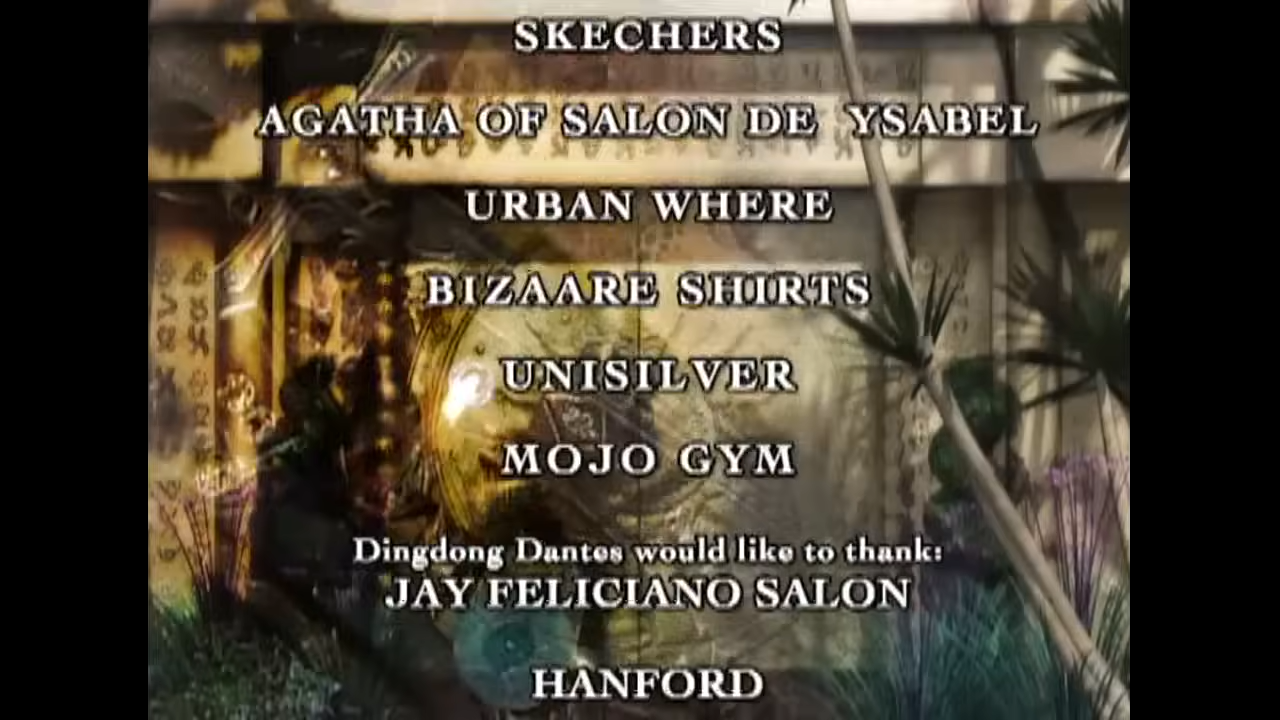 SKECHERS
AGATHA OF SALON DE YSABEL
URBAN WHERE
BIZAARE SHIRTS
UNISILVER
MOJO GYM
Dingdong Dantes would like to thank:
JAY FELICIANO SALON
HANFORD